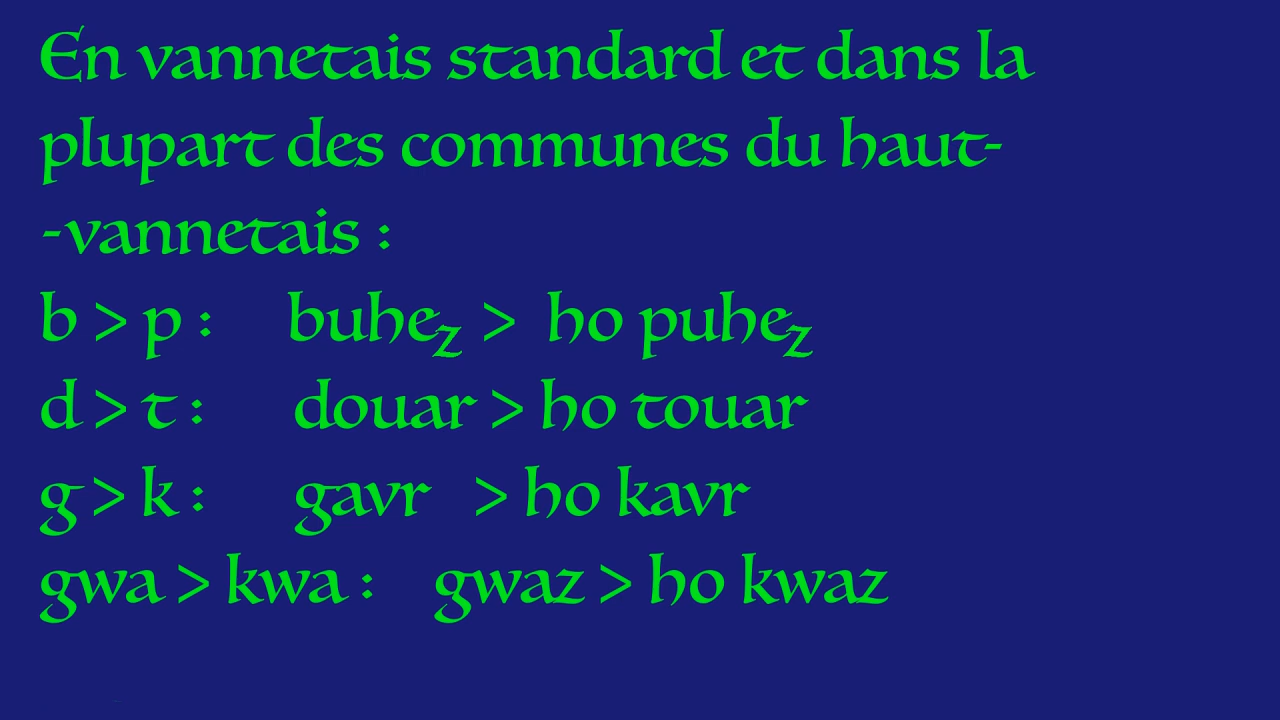 En vannetais standard et dans la
plupart des communes du haut-
-vannetais :
b > p : buhez > ho puhez
d > t : douar > ho touar
g > k : gavr > ho kavr
gwa > kwa : gwaz > ho kwaz